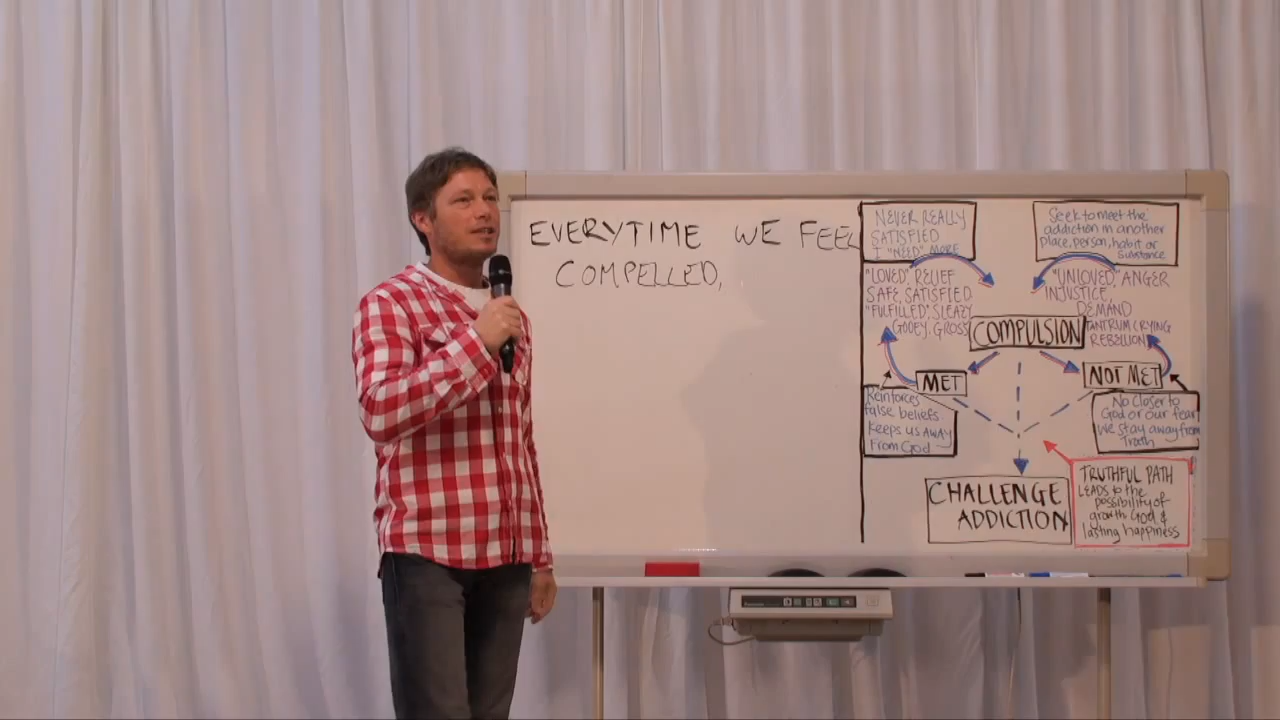 EVERYTIME WE FEEL
COMPELLED,
NEVER REALLY
SATISFIED
I "NEED" MORE
Seek to meet the
addiction in another
place, person, habit or
substance
"LOVED", RELIEF
SAFE, SATISFIED
"FULFILLED" SLEAZY
GOOEY, GROSS
"UNLOVED", ANGER
INJUSTICE,
DEMAND
TANTRUM CRYING
REBELLION
COMPULSION
MET
NOT MET
Reinforces
false beliefs
Keeps us AWAY
From GOD
No Closer to
God or our fear
we stay away from
Truth
CHALLENGE
ADDICTION
TRUTHFUL PATH
LEADS to the
possibility of
growth God &
lasting happiness